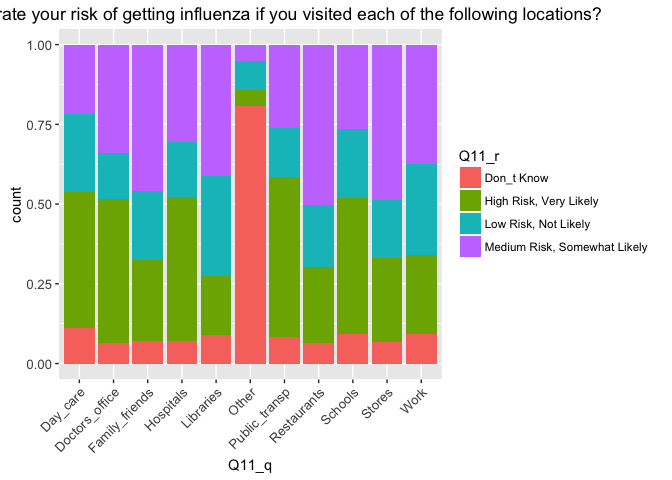 rate your risk of getting influenza if you visited each of the following locations?
1.00
0.75
0.50
0.25
0.00
count
Day_care
Doctors_office
Family_friends
Hospitals
Libraries
Other
Public_transp
Restaurants
Schools
Stores
Work
Q11_q
Q11_r
Don_t Know
High Risk, Very Likely
Low Risk, Not Likely
Medium Risk, Somewhat Likely